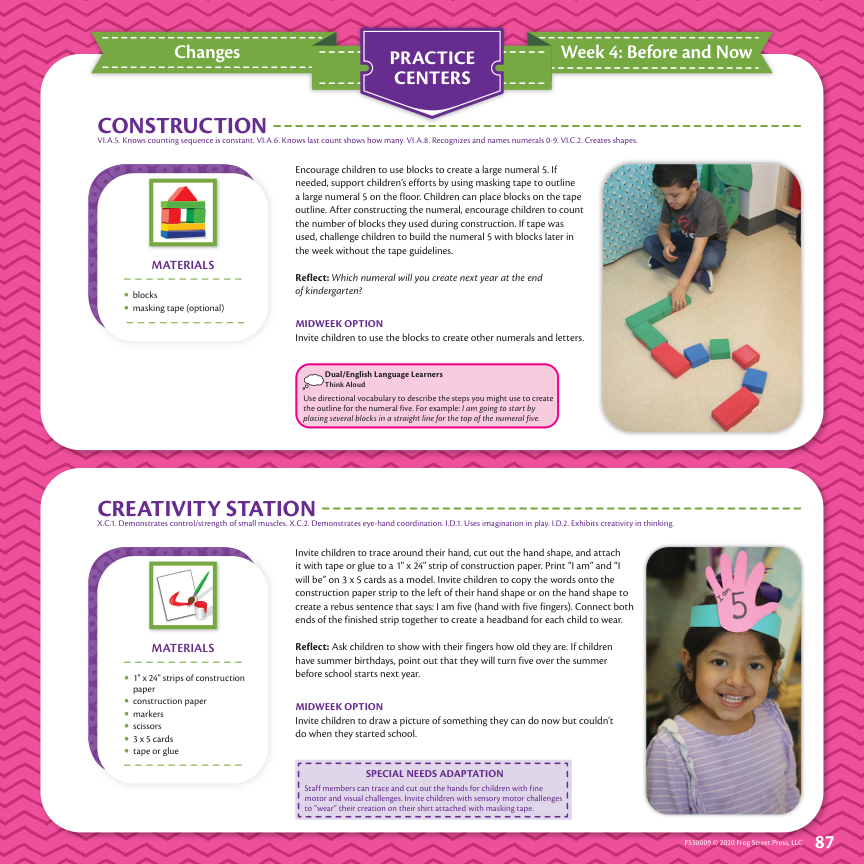 Changes
PRACTICE
CENTERS
Week 4: Before and Now
CONSTRUCTION
VI.A.5. Knows counting sequence is constant. VI.A.6. Knows last count shows how many. VI.A.8. Recognizes and names numerals 0-9. VI.C.2. Creates shapes.
MATERIALS
• blocks
• masking tape (optional)
Encourage children to use blocks to create a large numeral 5. If
needed, support children's efforts by using masking tape to outline
a large numeral 5 on the floor. Children can place blocks on the tape
outline. After constructing the numeral, encourage children to count
the number of blocks they used during construction. If tape was
used, challenge children to build the numeral 5 with blocks later in
the week without the tape guidelines.
Reflect: Which numeral will you create next year at the end
of kindergarten?
MIDWEEK OPTION
Invite children to use the blocks to create other numerals and letters.
Dual/English Language Learners
Think Aloud
Use directional vocabulary to describe the steps you might use to create
the outline for the numeral five. For example: I am going to start by
placing several blocks in a straight line for the top of the numeral five.
CREATIVITY STATION
X.C.1. Demonstrates control/strength of small muscles. X.C.2. Demonstrates eye-hand coordination. I.D.1. Uses imagination in play. I.D.2. Exhibits creativity in thinking.
MATERIALS
• 1" x 24" strips of construction
paper
• construction paper
• markers
• scissors
• 3 x 5 cards
• tape or glue
Invite children to trace around their hand, cut out the hand shape, and attach
it with tape or glue to a 1" x 24" strip of construction paper. Print "I am" and "I
will be" on 3 x 5 cards as a model. Invite children to copy the words onto the
construction paper strip to the left of their hand shape or on the hand shape to
create a rebus sentence that says: I am five (hand with five fingers). Connect both
ends of the finished strip together to create a headband for each child to wear.
Reflect: Ask children to show with their fingers how old they are. If children
have summer birthdays, point out that they will turn five over the summer
before school starts next year.
MIDWEEK OPTION
Invite children to draw a picture of something they can do now but couldn't
do when they started school.
SPECIAL NEEDS ADAPTATION
Staff members can trace and cut out the hands for children with fine
motor and visual challenges. Invite children with sensory motor challenges
to "wear" their creation on their shirt attached with masking tape.
I am
5
FS30009 © 2020 Frog Street Press, LLC 87